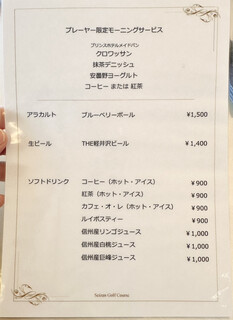 プレーヤー限定モーニングサービス
プリンスホテルメイドパン
クロワッサン
抹茶デニッシュ
安曇野ヨーグルト
コーヒー または 紅茶
アラカルト ブルーベリーボール ¥1,500
生ビール THE軽井沢ビール ¥1,400
ソフトドリンク コーヒー（ホット・アイス） ¥900
紅茶（ホット・アイス） ¥900
カフェ・オ・レ（ホット・アイス） ¥900
ルイボスティー ¥900
信州産リンゴジュース ¥1,000
信州産白桃ジュース ¥1,000
信州産巨峰ジュース ¥1,000
Golf Course